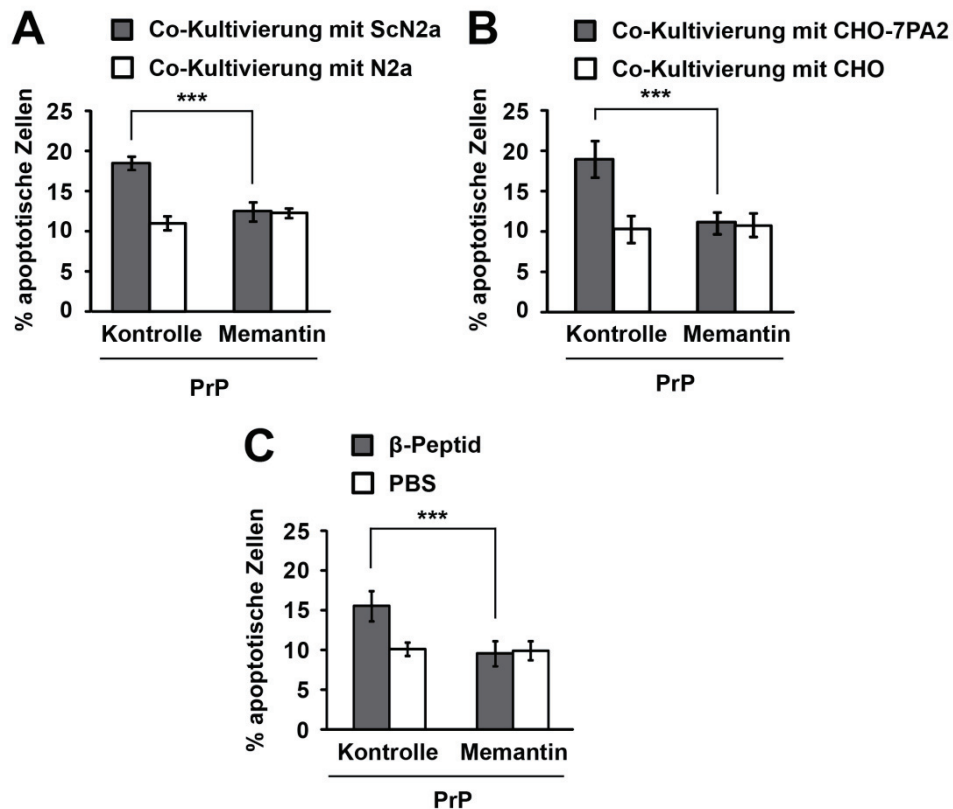 A
Co-Kultivierung mit ScN2a
Co-Kultivierung mit N2a
% apoptotische Zellen
25
20
15
10
5
0
***
Kontrolle Memantin
PrP
B
Co-Kultivierung mit CHO-7PA2
Co-Kultivierung mit CHO
% apoptotische Zellen
25
20
15
10
5
0
***
Kontrolle Memantin
PrP
C
β-Peptid
PBS
% apoptotische Zellen
25
20
15
10
5
0
***
Kontrolle Memantin
PrP